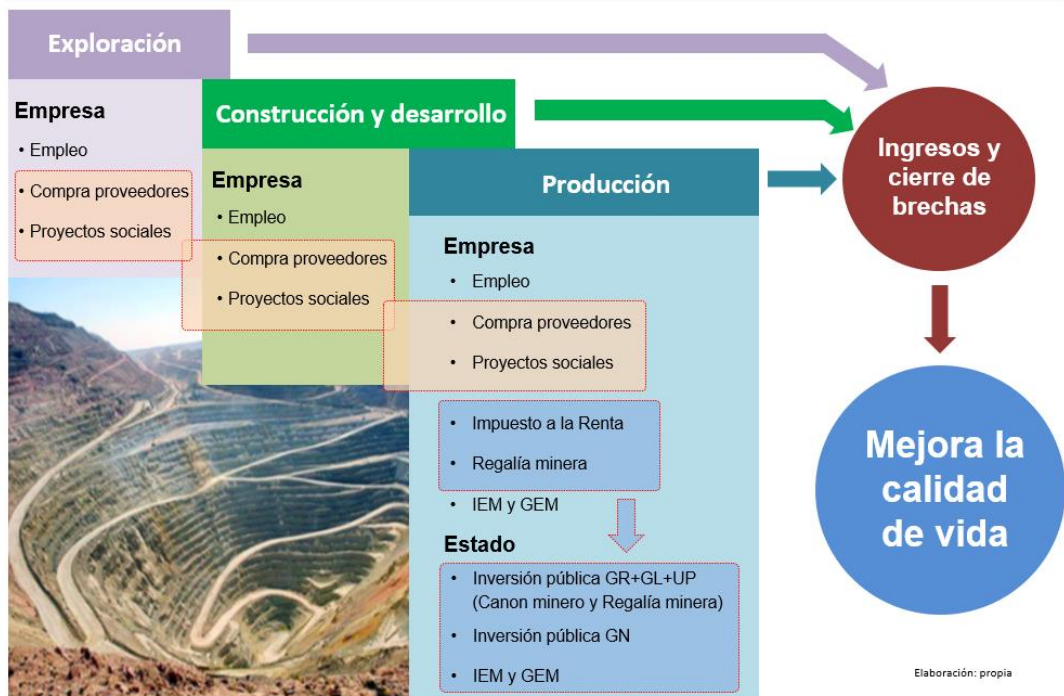 Exploración
Empresa
• Empleo
• Compra proveedores
• Proyectos sociales
Construcción y desarrollo
Empresa
• Empleo
• Compra proveedores
• Proyectos sociales
Producción
Empresa
• Empleo
• Compra proveedores
• Proyectos sociales
• Impuesto a la Renta
• Regalía minera
• IEM y GEM
Estado
• Inversión pública GR+GL+UP
(Canon minero y Regalía minera)
• Inversión pública GN
• IEM y GEM
Ingresos y
cierre de
brechas
Mejora la
calidad
de vida
Elaboración: propia